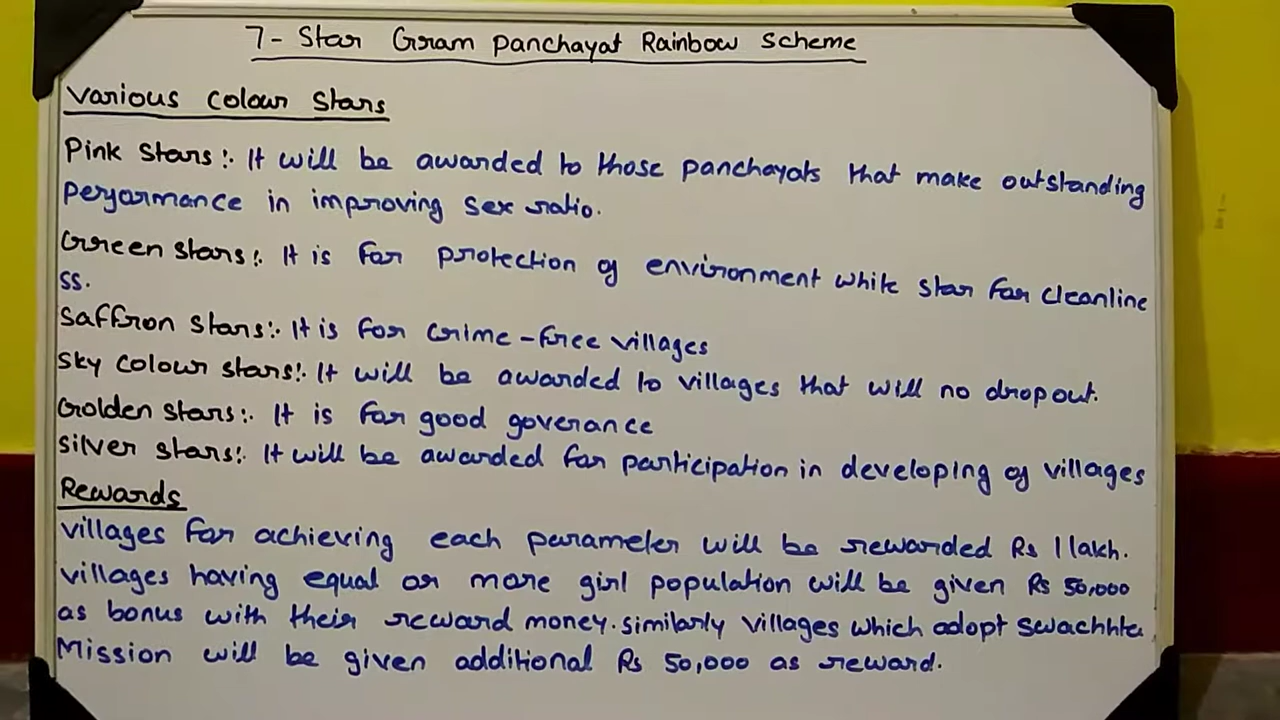 7- Star Gram panchayat Rainbow Scheme
Various Colour Stars
Pink Stars:. It will be awarded to those panchayats that make outstanding
performance in improving sex ratio.
Green stars:. It is for protection of environment white star for cleanline
ss.
Saffron Stars:. It is for crime-free villages
Sky colour stars:. It will be awarded to villages that will no dropout.
Golden stars:. It is for good goverance
Silver stars:. It will be awarded for participation in developing of villages
Rewards
villages for achieving each parameter will be rewarded Rs 1 lakh.
villages having equal or more girl population will be given Rs 50,000
as bonus with their reward money. similarly villages which adopt swachhta
Mission will be given additional Rs 50,000 as reward.